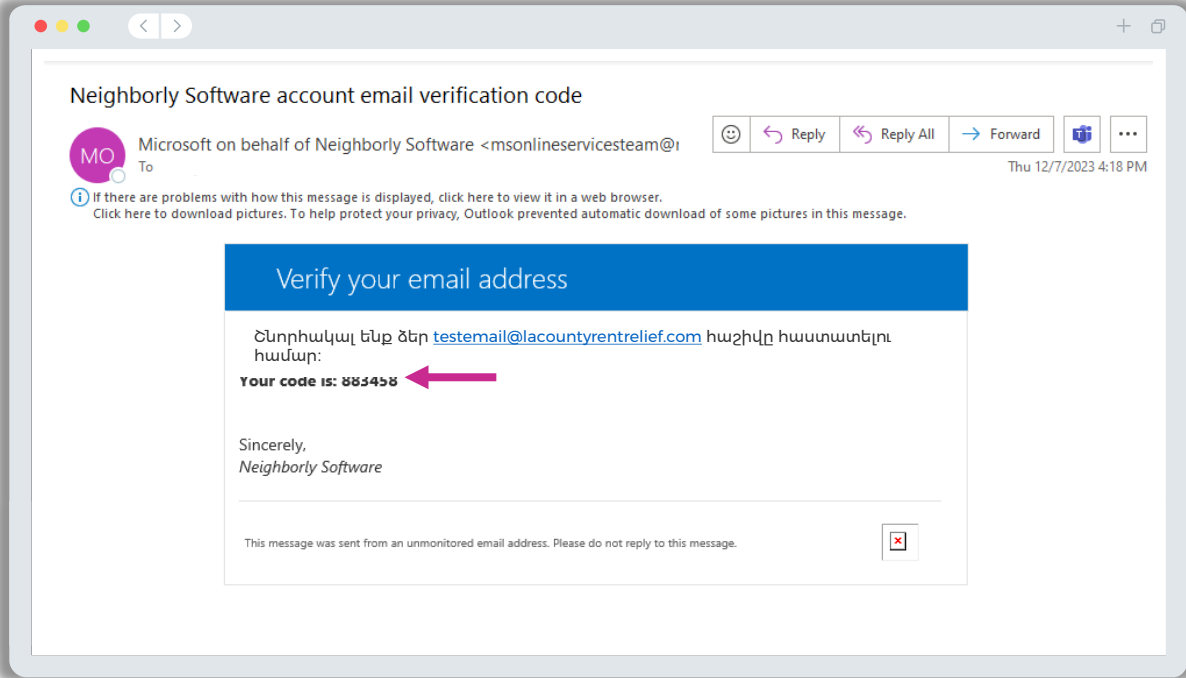 Neighborly Software account email verification code
MO
Microsoft on behalf of Neighborly Software <msonlineservicesteam@
Reply
Reply All
Forward
To
Thu 12/7/2023 4:18 PM
If there are problems with how this message is displayed, click here to view it in a web browser.
Click here to download pictures. To help protect your privacy, Outlook prevented automatic download of some pictures in this message.
Verify your email address
Շնորհակալ ենք ձեր testemail@lacountyrentrelief.com հաշիվը հաստատելու
համար:
Your code is: 883458
Sincerely,
Neighborly Software
This message was sent from an unmonitored email address. Please do not reply to this message.